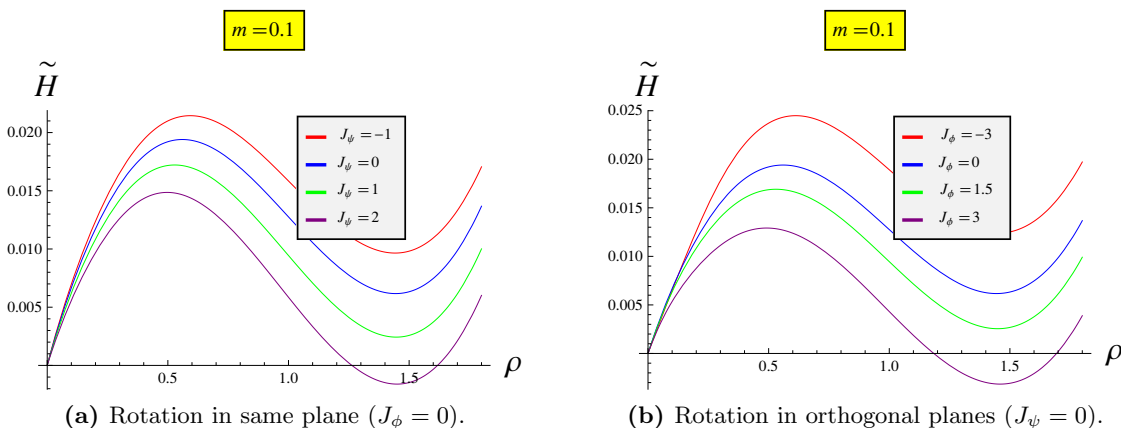 m = 0.1
H̃
0.020
0.015
0.010
0.005
0.5
1.0
1.5
ρ
J_ψ = −1
J_ψ = 0
J_ψ = 1
J_ψ = 2
(a) Rotation in same plane (J_ϕ = 0).
m = 0.1
H̃
0.025
0.020
0.015
0.010
0.005
0.5
1.0
1.5
ρ
J_ϕ = −3
J_ϕ = 0
J_ϕ = 1.5
J_ϕ = 3
(b) Rotation in orthogonal planes (J_ψ = 0).